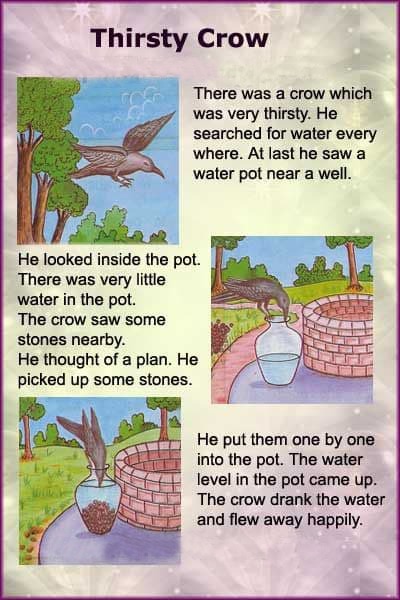 Thirsty Crow
There was a crow which
was very thirsty. He
searched for water every
where. At last he saw a
water pot near a well.
He looked inside the pot.
There was very little
water in the pot.
The crow saw some
stones nearby.
He thought of a plan. He
picked up some stones.
He put them one by one
into the pot. The water
level in the pot came up.
The crow drank the water
and flew away happily.